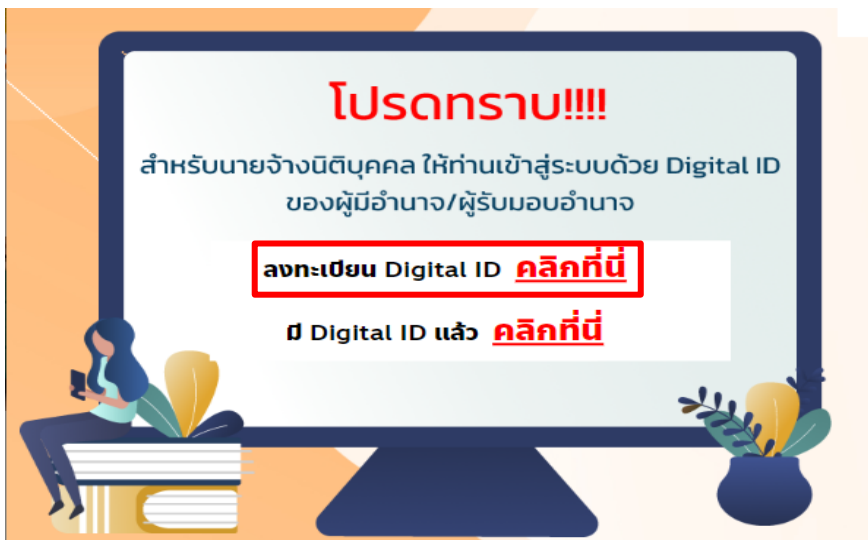 โปรดทราบ!!!!
สำหรับนายจ้างนิติบุคคล ให้ท่านเข้าสู่ระบบด้วย Digital ID
ของผู้มีอำนาจ/ผู้รับมอบอำนาจ
ลงทะเบียน Digital ID คลิกที่นี่
มี Digital ID แล้ว คลิกที่นี่